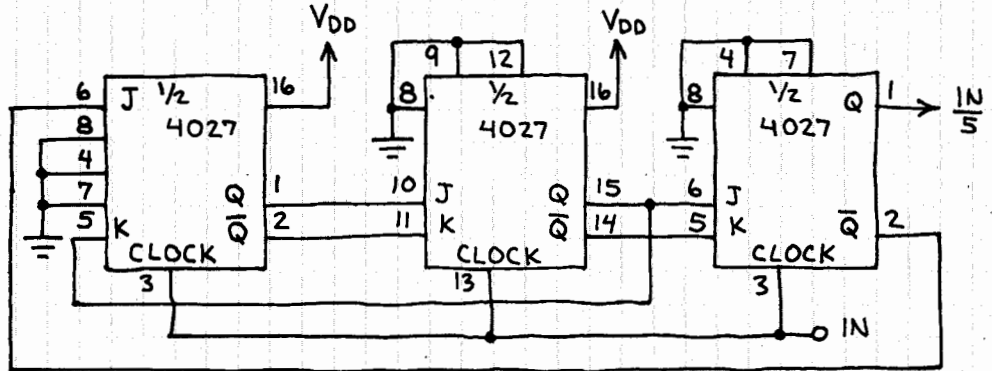 VDD
VDD
9 12
4 7
6 J 1/2 16
8 1/2 16
8 1/2 Q 1 IN/5
8 4027
4027
4027
4
7 Q 1
10 J Q 15
6 J
5 K Q̅ 2
11 K Q̅ 14
5 K Q̅ 2
CLOCK
CLOCK
CLOCK
3
13
3
IN